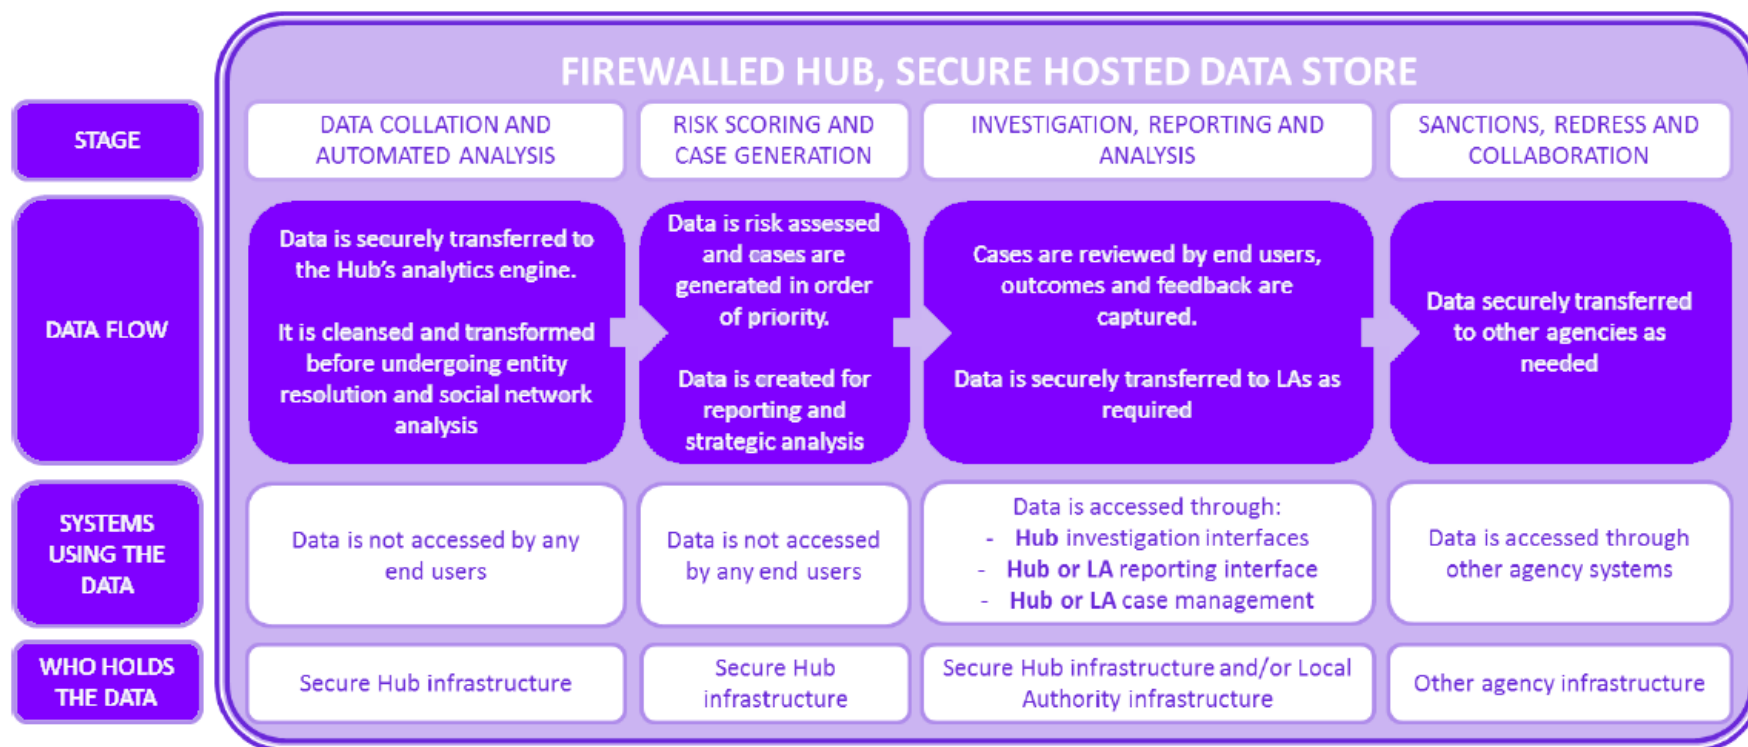 FIREWALLED HUB, SECURE HOSTED DATA STORE
STAGE
DATA COLLATION AND
AUTOMATED ANALYSIS
RISK SCORING AND
CASE GENERATION
INVESTIGATION, REPORTING AND
ANALYSIS
SANCTIONS, REDRESS AND
COLLABORATION
DATA FLOW
Data is securely transferred to
the Hub's analytics engine.
It is cleansed and transformed
before undergoing entity
resolution and social network
analysis
Data is risk assessed
and cases are
generated in order
of priority.
Data is created for
reporting and
strategic analysis
Cases are reviewed by end users,
outcomes and feedback are
captured.
Data is securely transferred to LAs as
required
Data securely transferred
to other agencies as
needed
SYSTEMS
USING THE
DATA
Data is not accessed by any
end users
Data is not accessed
by any end users
Data is accessed through:
- Hub investigation interfaces
- Hub or LA reporting interface
- Hub or LA case management
Data is accessed through
other agency systems
WHO HOLDS
THE DATA
Secure Hub infrastructure
Secure Hub
infrastructure
Secure Hub infrastructure and/or Local
Authority infrastructure
Other agency infrastructure